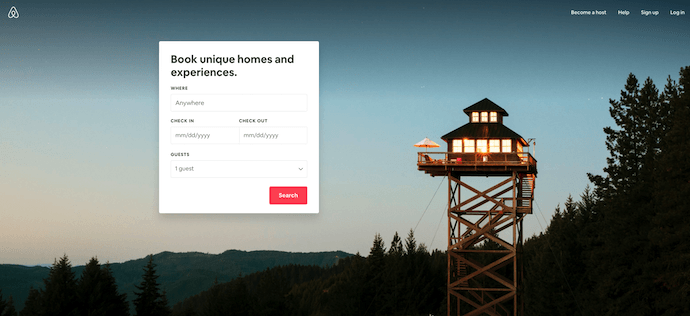 Become a host
Help
Sign up
Log in
Book unique homes and
experiences.
WHERE
Anywhere
CHECK IN
CHECK OUT
mm/dd/yyyy
mm/dd/yyyy
GUESTS
1 guest
Search